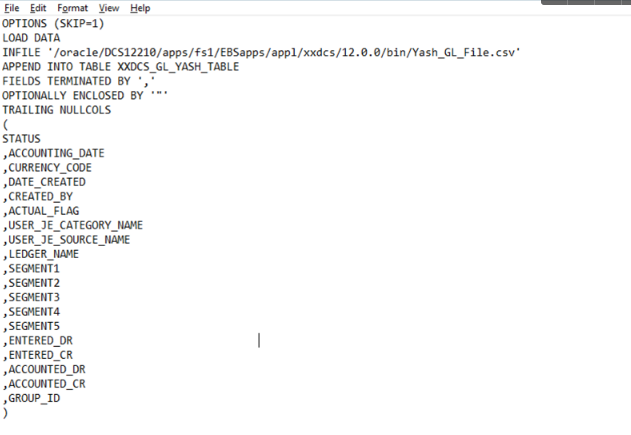 File Edit Format View Help
OPTIONS (SKIP=1)
LOAD DATA
INFILE '/oracle/DCS12210/apps/fs1/EBSapps/appl/xxdcs/12.0.0/bin/Yash_GL_File.csv'
APPEND INTO TABLE XXDCS_GL_YASH_TABLE
FIELDS TERMINATED BY ','
OPTIONALLY ENCLOSED BY '"'
TRAILING NULLCOLS
(
STATUS
,ACCOUNTING_DATE
,CURRENCY_CODE
,DATE_CREATED
,CREATED_BY
,ACTUAL_FLAG
,USER_JE_CATEGORY_NAME
,USER_JE_SOURCE_NAME
,LEDGER_NAME
,SEGMENT1
,SEGMENT2
,SEGMENT3
,SEGMENT4
,SEGMENT5
,ENTERED_DR
,ENTERED_CR
,ACCOUNTED_DR
,ACCOUNTED_CR
,GROUP_ID
)